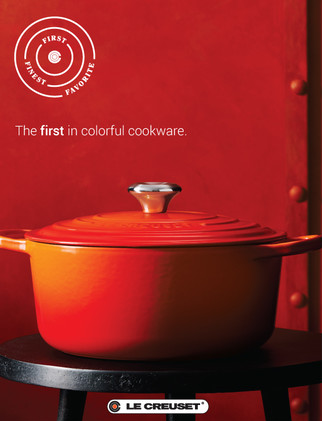 FIRST
FINEST
FAVORITE
The first in colorful cookware.
LE CREUSET®